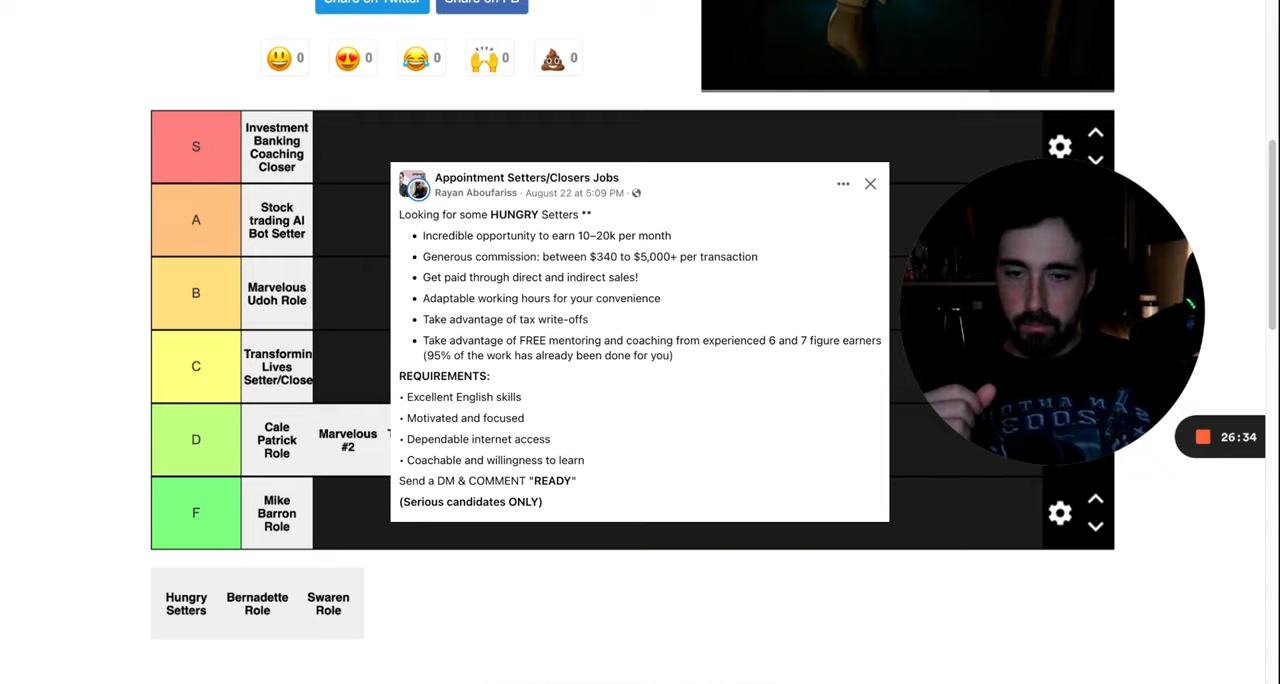 Share on Twitter
Share on FB
0
0
0
0
0
S
Investment
Banking
Coaching
Closer
A
Stock
trading AI
Bot Setter
B
Marvelous
Udoh Role
C
Transformin
Lives
Setter/Close
D
Cale
Patrick
Role
Marvelous
#2
F
Mike
Barron
Role
Hungry
Setters
Bernadette
Role
Swaren
Role
Appointment Setters/Closers Jobs
Rayan Aboufariss · August 22 at 5:09 PM ·
Looking for some HUNGRY Setters **
• Incredible opportunity to earn 10–20k per month
• Generous commission: between $340 to $5,000+ per transaction
• Get paid through direct and indirect sales!
• Adaptable working hours for your convenience
• Take advantage of tax write-offs
• Take advantage of FREE mentoring and coaching from experienced 6 and 7 figure earners
(95% of the work has already been done for you)
REQUIREMENTS:
• Excellent English skills
• Motivated and focused
• Dependable internet access
• Coachable and willingness to learn
Send a DM & COMMENT "READY"
(Serious candidates ONLY)
26:34